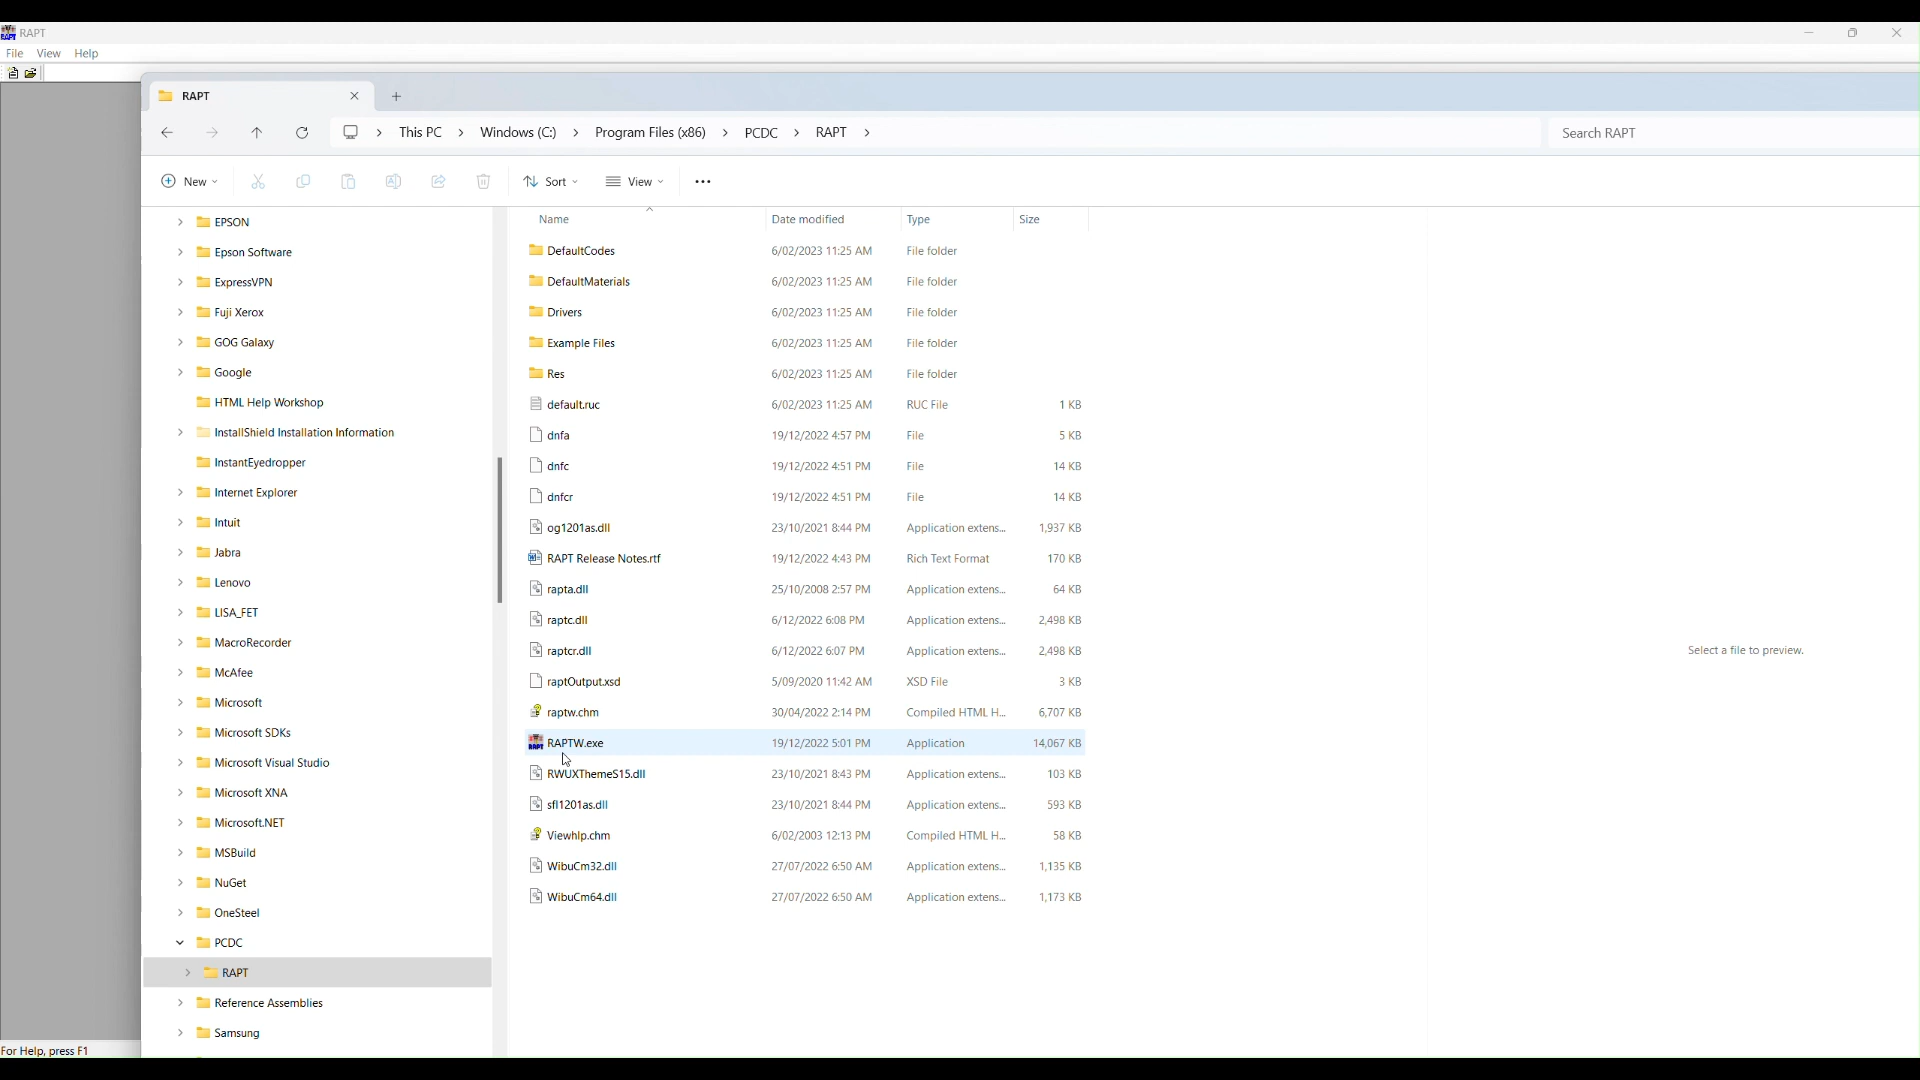 RAPT
File View Help
RAPT
This PC > Windows (C:) > Program Files (x86) > PCDC > RAPT >
Search RAPT
New
Sort
View
Name Date modified Type Size
EPSON
Epson Software
ExpressVPN
Fuji Xerox
GOG Galaxy
Google
HTML Help Workshop
InstallShield Installation Information
InstantEyedropper
Internet Explorer
Intuit
Jabra
Lenovo
LISA_FET
MacroRecorder
McAfee
Microsoft
Microsoft SDKs
Microsoft Visual Studio
Microsoft XNA
Microsoft.NET
MSBuild
NuGet
OneSteel
PCDC
RAPT
Reference Assemblies
Samsung
DefaultCodes 6/02/2023 11:25 AM File folder
DefaultMaterials 6/02/2023 11:25 AM File folder
Drivers 6/02/2023 11:25 AM File folder
Example Files 6/02/2023 11:25 AM File folder
Res 6/02/2023 11:25 AM File folder
default.ruc 6/02/2023 11:25 AM RUC File 1 KB
dnfa 19/12/2022 4:57 PM File 5 KB
dnfc 19/12/2022 4:51 PM File 14 KB
dnfcr 19/12/2022 4:51 PM File 14 KB
og1201as.dll 23/10/2021 8:44 PM Application extens... 1,937 KB
RAPT Release Notes.rtf 19/12/2022 4:43 PM Rich Text Format 170 KB
rapta.dll 25/10/2008 2:57 PM Application extens... 64 KB
raptc.dll 6/12/2022 6:08 PM Application extens... 2,498 KB
raptcr.dll 6/12/2022 6:07 PM Application extens... 2,498 KB
raptOutput.xsd 5/09/2020 11:42 AM XSD File 3 KB
raptw.chm 30/04/2022 2:14 PM Compiled HTML H... 6,707 KB
RAPTW.exe 19/12/2022 5:01 PM Application 14,067 KB
RWUXThemeS15.dll 23/10/2021 8:43 PM Application extens... 103 KB
sfl1201as.dll 23/10/2021 8:44 PM Application extens... 593 KB
Viewhlp.chm 6/02/2003 12:13 PM Compiled HTML H... 58 KB
WibuCm32.dll 27/07/2022 6:50 AM Application extens... 1,135 KB
WibuCm64.dll 27/07/2022 6:50 AM Application extens... 1,173 KB
Select a file to preview.
For Help, press F1